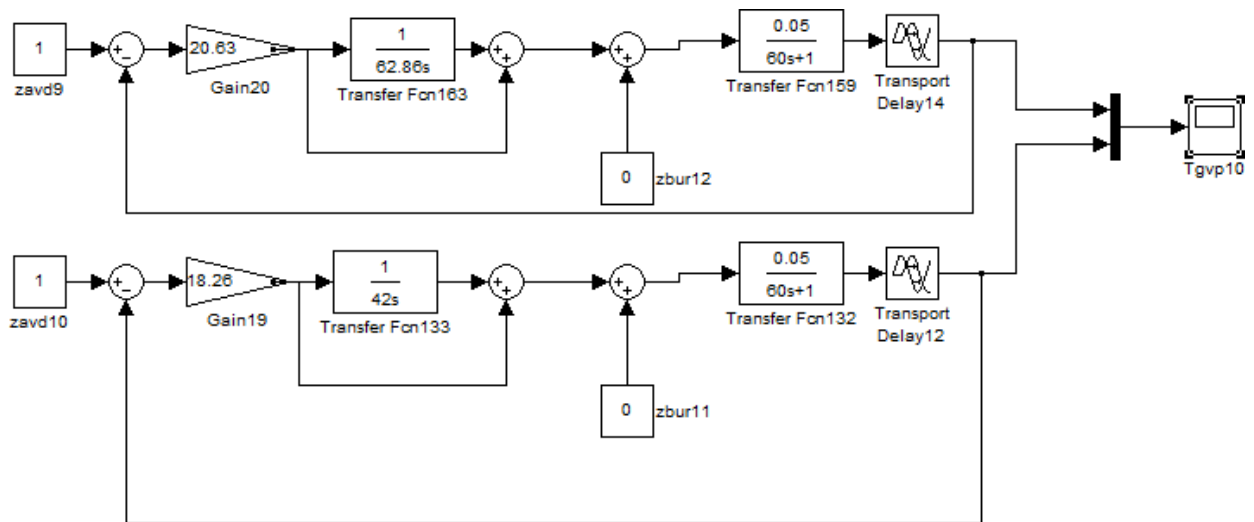 1
zavd9
20.63
Gain20
1
62.86s
Transfer Fcn163
zbur12
0
0.05
60s+1
Transfer Fcn159
Transport
Delay14
Tgvp10
1
zavd10
18.26
Gain19
1
42s
Transfer Fcn133
0
zbur11
0.05
60s+1
Transfer Fcn132
Transport
Delay12